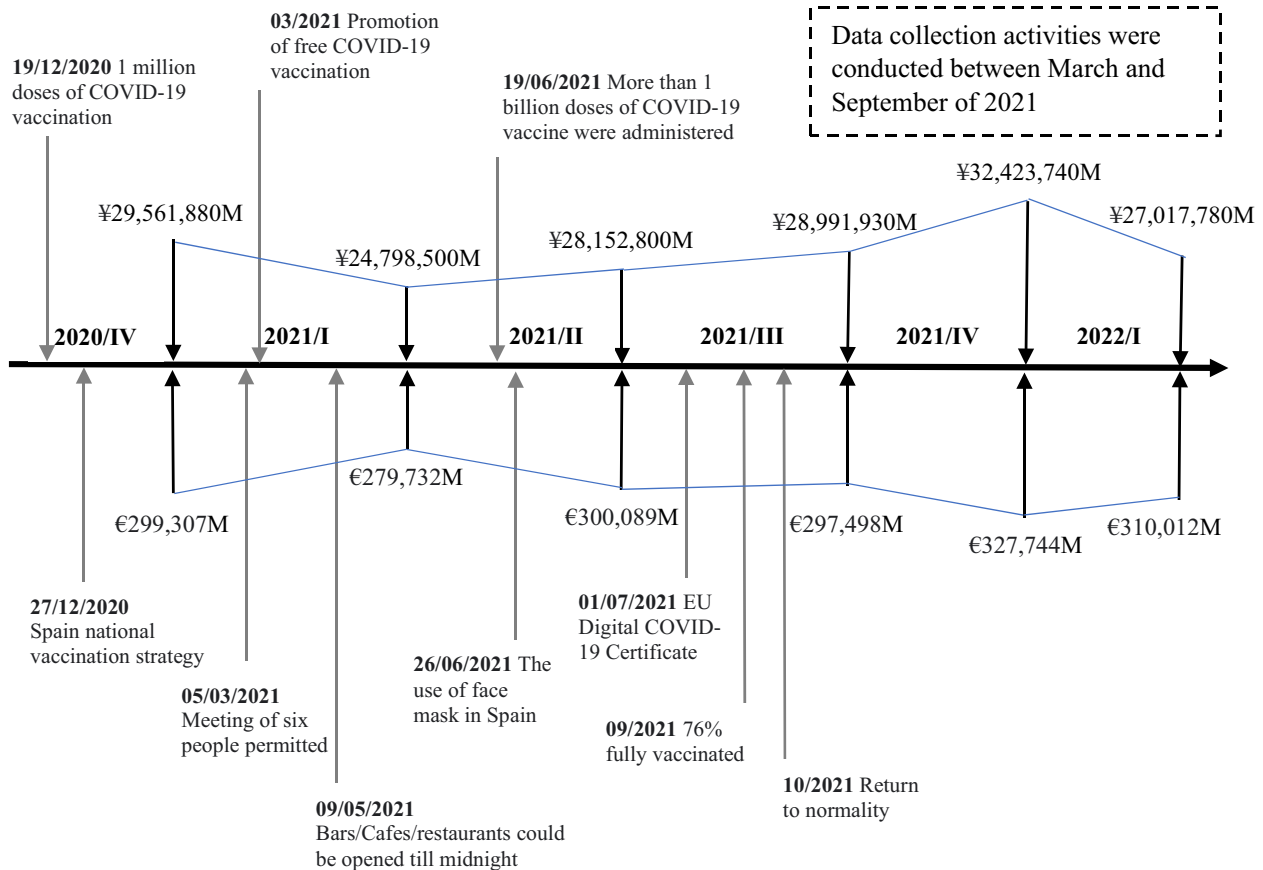 03/2021 Promotion
of free COVID-19
vaccination
19/12/2020 1 million
doses of COVID-19
vaccination
19/06/2021 More than 1
billion doses of COVID-19
vaccine were administered
Data collection activities were
conducted between March and
September of 2021
¥29,561,880M
¥24,798,500M
¥28,152,800M
¥28,991,930M
¥32,423,740M
¥27,017,780M
2020/IV
2021/I
2021/II
2021/III
2021/IV
2022/I
€299,307M
€279,732M
€300,089M
€297,498M
€327,744M
€310,012M
27/12/2020
Spain national
vaccination strategy
05/03/2021
Meeting of six
people permitted
09/05/2021
Bars/Cafes/restaurants could
be opened till midnight
26/06/2021 The
use of face
mask in Spain
01/07/2021 EU
Digital COVID-
19 Certificate
09/2021 76%
fully vaccinated
10/2021 Return
to normality